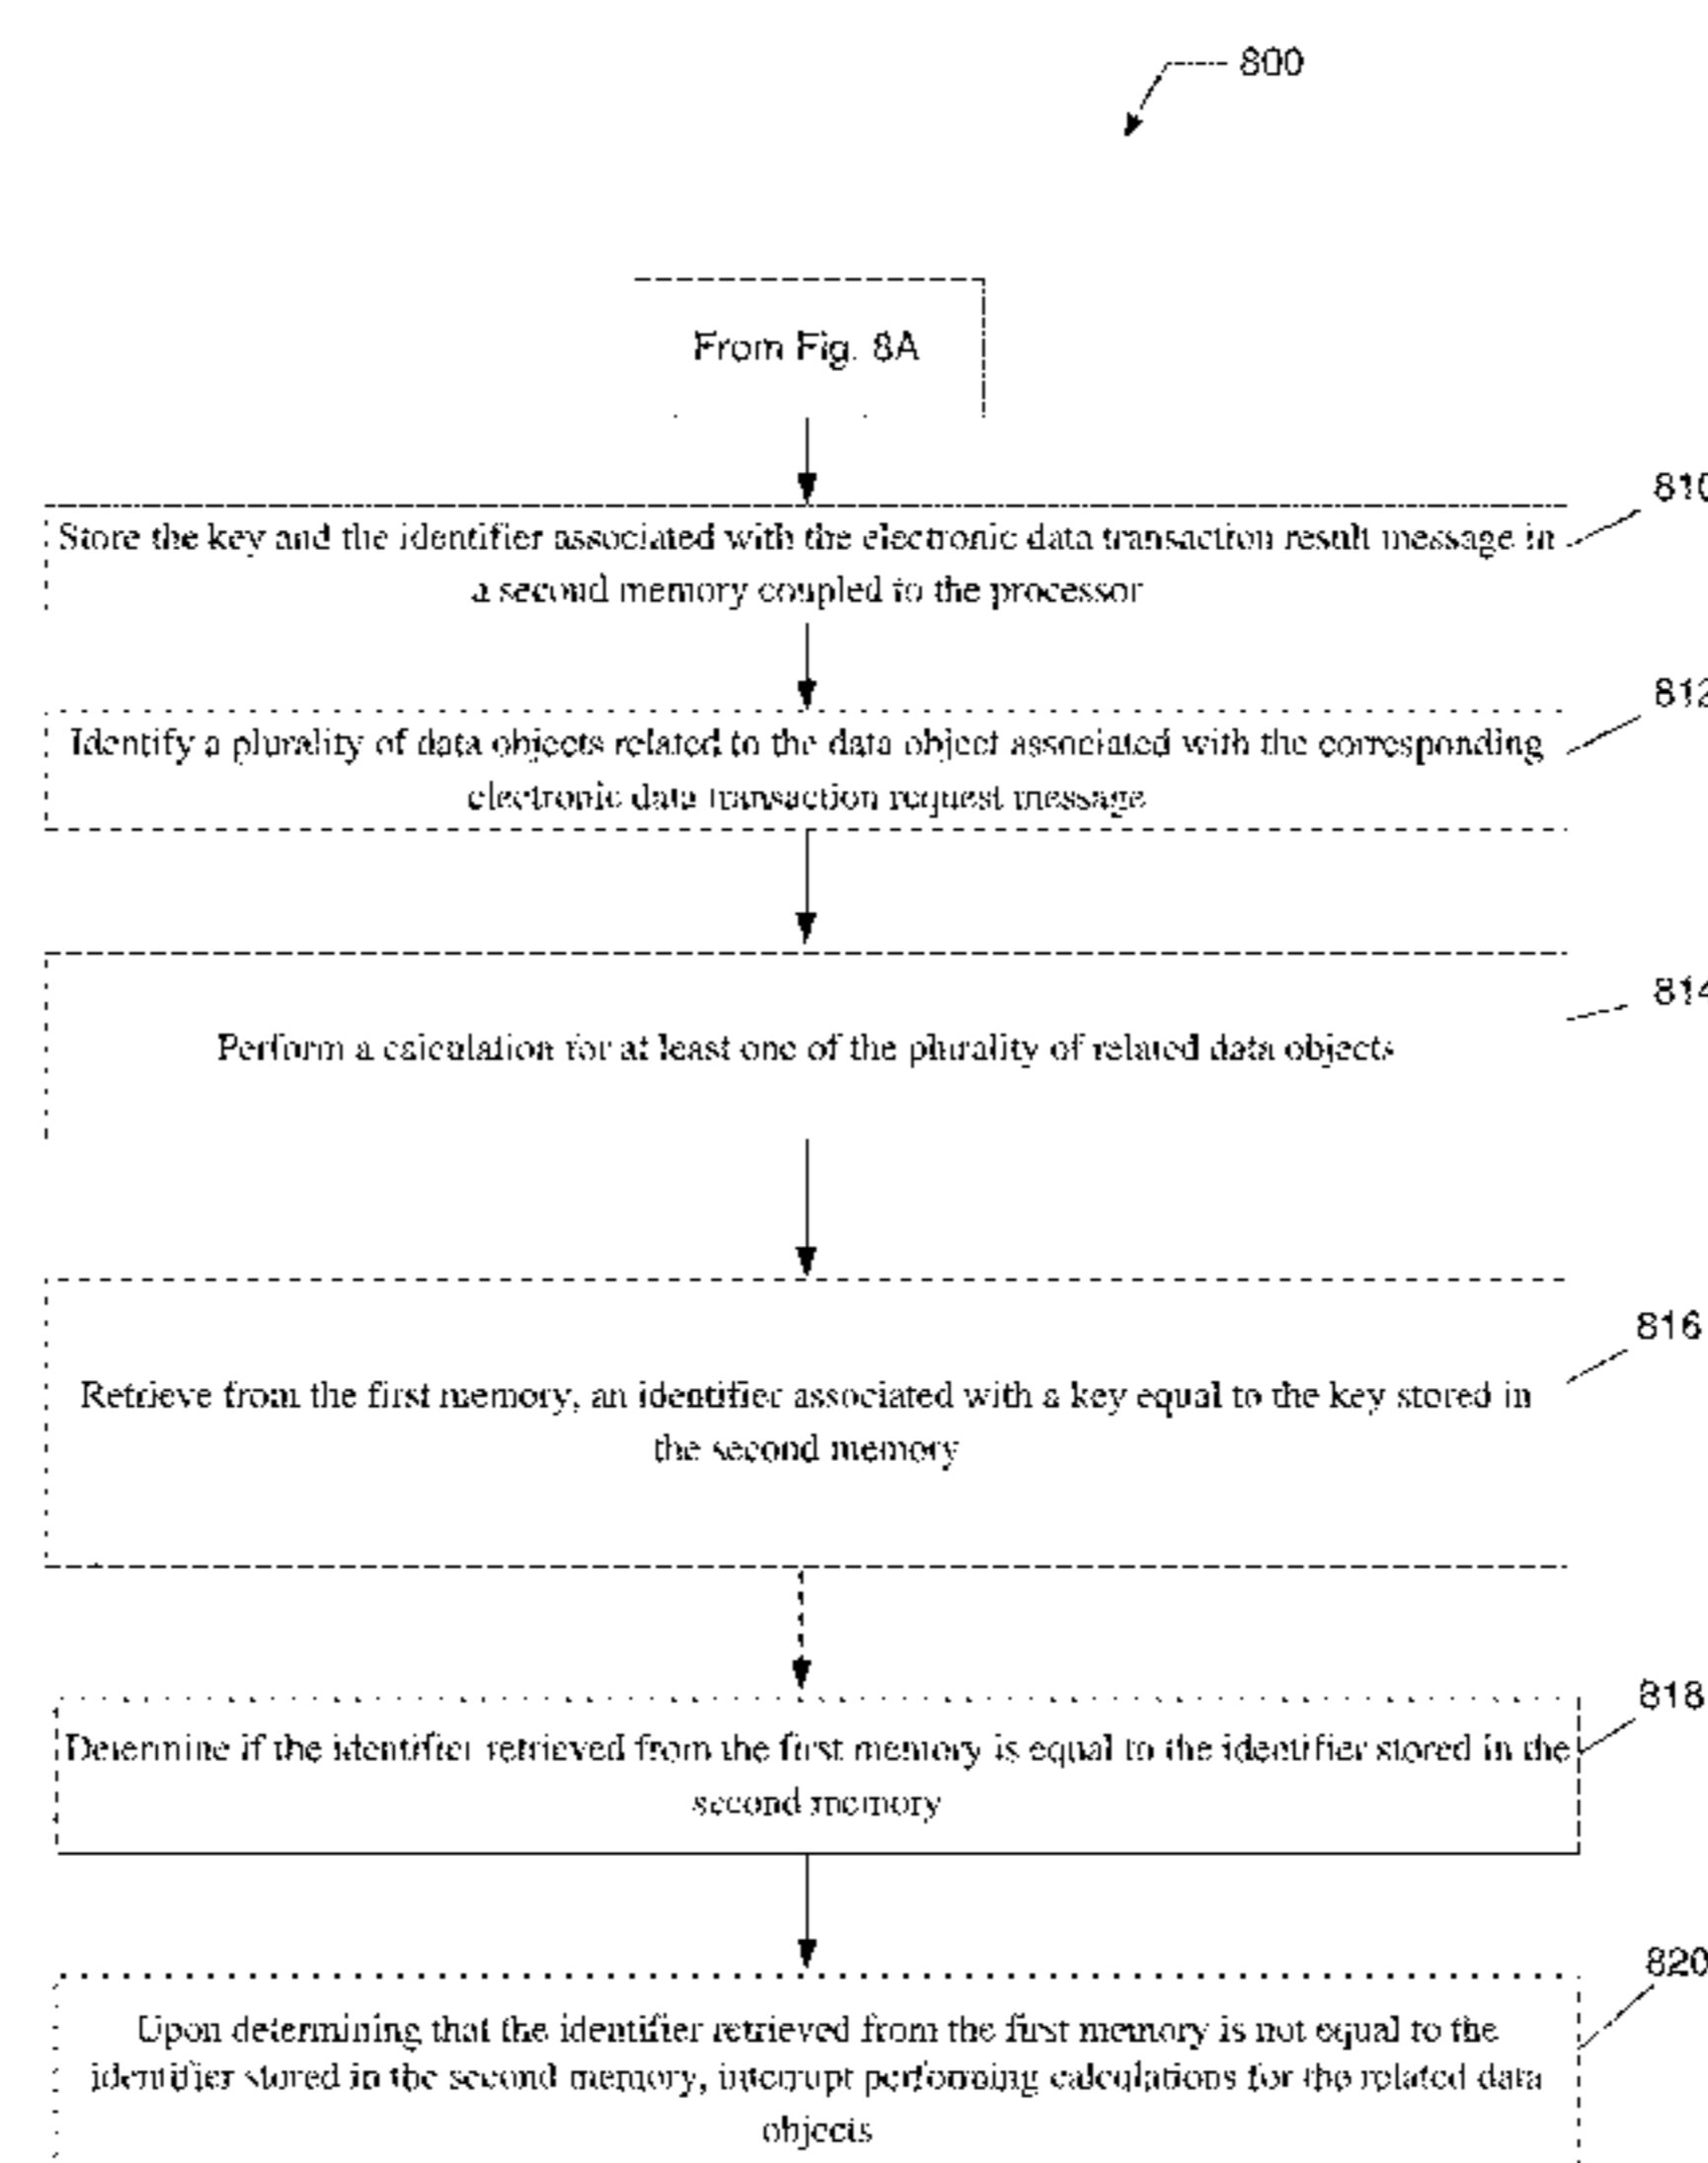 800
From Fig. 8A
810
Store the key and the identifier associated with the electronic data transaction result message in
a second memory coupled to the processor
812
Identify a plurality of data objects related to the data object associated with the corresponding
electronic data transaction request message
814
Perform a calculation for at least one of the plurality of related data objects
816
Retrieve from the first memory, an identifier associated with a key equal to the key stored in
the second memory
818
Determine if the identifier retrieved from the first memory is equal to the identifier stored in the
second memory
820
Upon determining that the identifier retrieved from the first memory is not equal to the
identifier stored in the second memory, interrupt performing calculations for the related data
objects